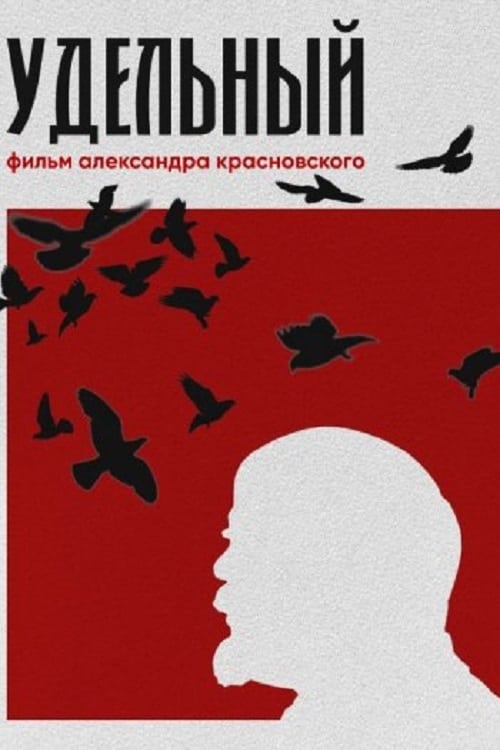 УДЕЛЬНЫЙ
фильм александра красновского